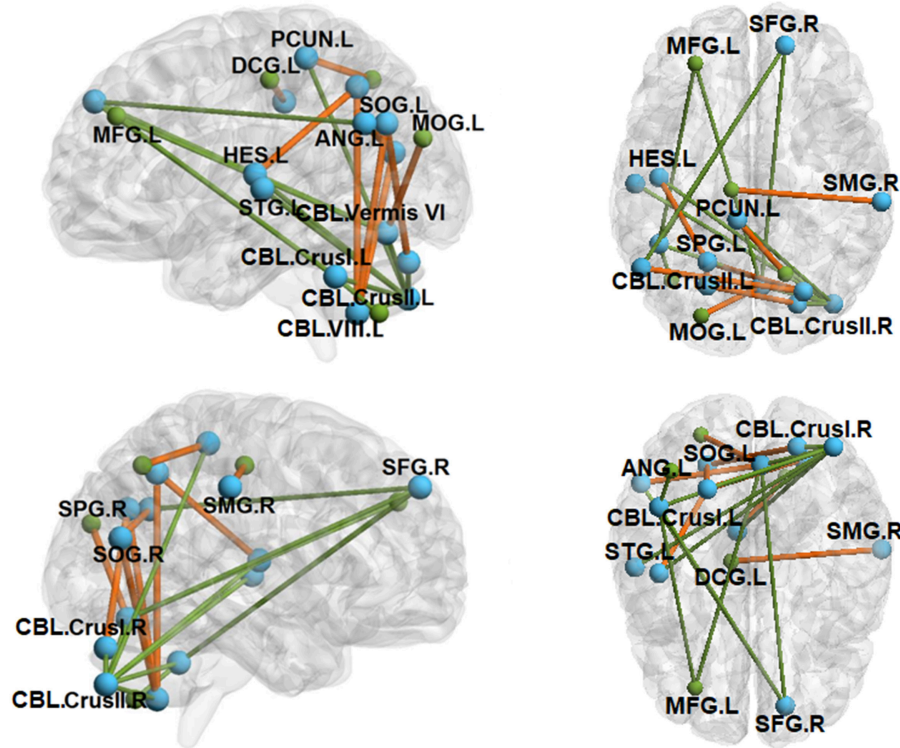 PCUN.L
DCG.L
SOG.L
MFG.L
ANG.L
MOG.L
HES.L
STG.L
CBL.Vermis VI
CBL.CrusI.L
CBL.CrusII.L
CBL.VIII.L
SFG.R
MFG.L
HES.L
SMG.R
PCUN.L
SPG.L
CBL.CrusII.L
MOG.L
CBL.CrusII.R
SFG.R
SMG.R
SPG.R
SOG.R
CBL.CrusI.R
CBL.CrusII.R
CBL.CrusI.R
SOG.L
ANG.L
CBL.CrusI.L
SMG.R
STG.L
DCG.L
MFG.L
SFG.R